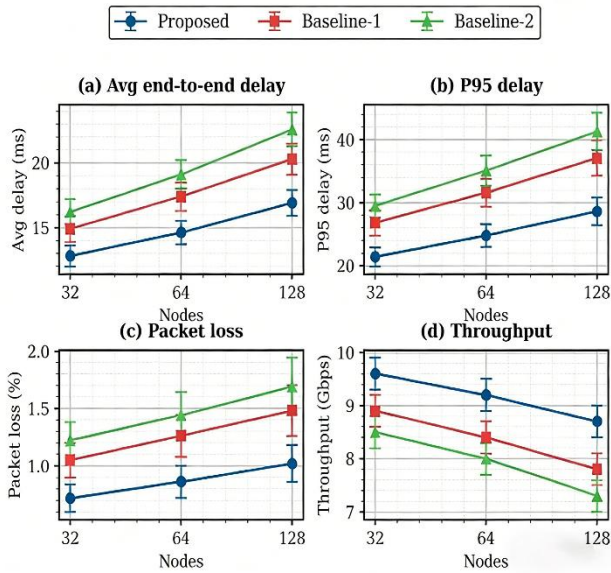 Proposed Baseline-1 Baseline-2
(a) Avg end-to-end delay
Avg delay (ms)
20
15
32 64 128
Nodes
(b) P95 delay
P95 delay (ms)
40
30
20
32 64 128
Nodes
(c) Packet loss
Packet loss (%)
2.0
1.5
1.0
32 64 128
Nodes
(d) Throughput
Throughput (Gbps)
10
9
8
7
32 64 128
Nodes